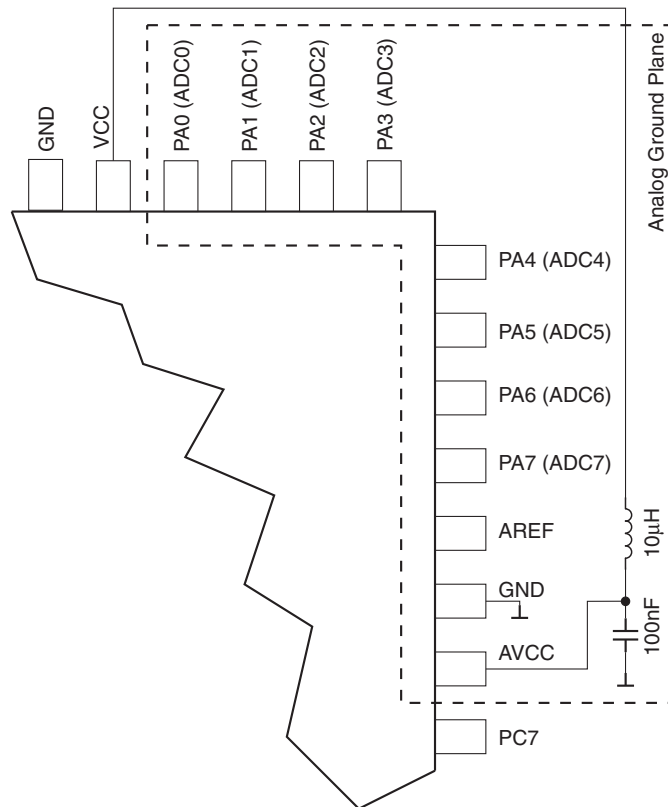 GND
VCC
PA0 (ADC0)
PA1 (ADC1)
PA2 (ADC2)
PA3 (ADC3)
Analog Ground Plane
PA4 (ADC4)
PA5 (ADC5)
PA6 (ADC6)
PA7 (ADC7)
AREF
10μH
GND
AVCC
100nF
PC7